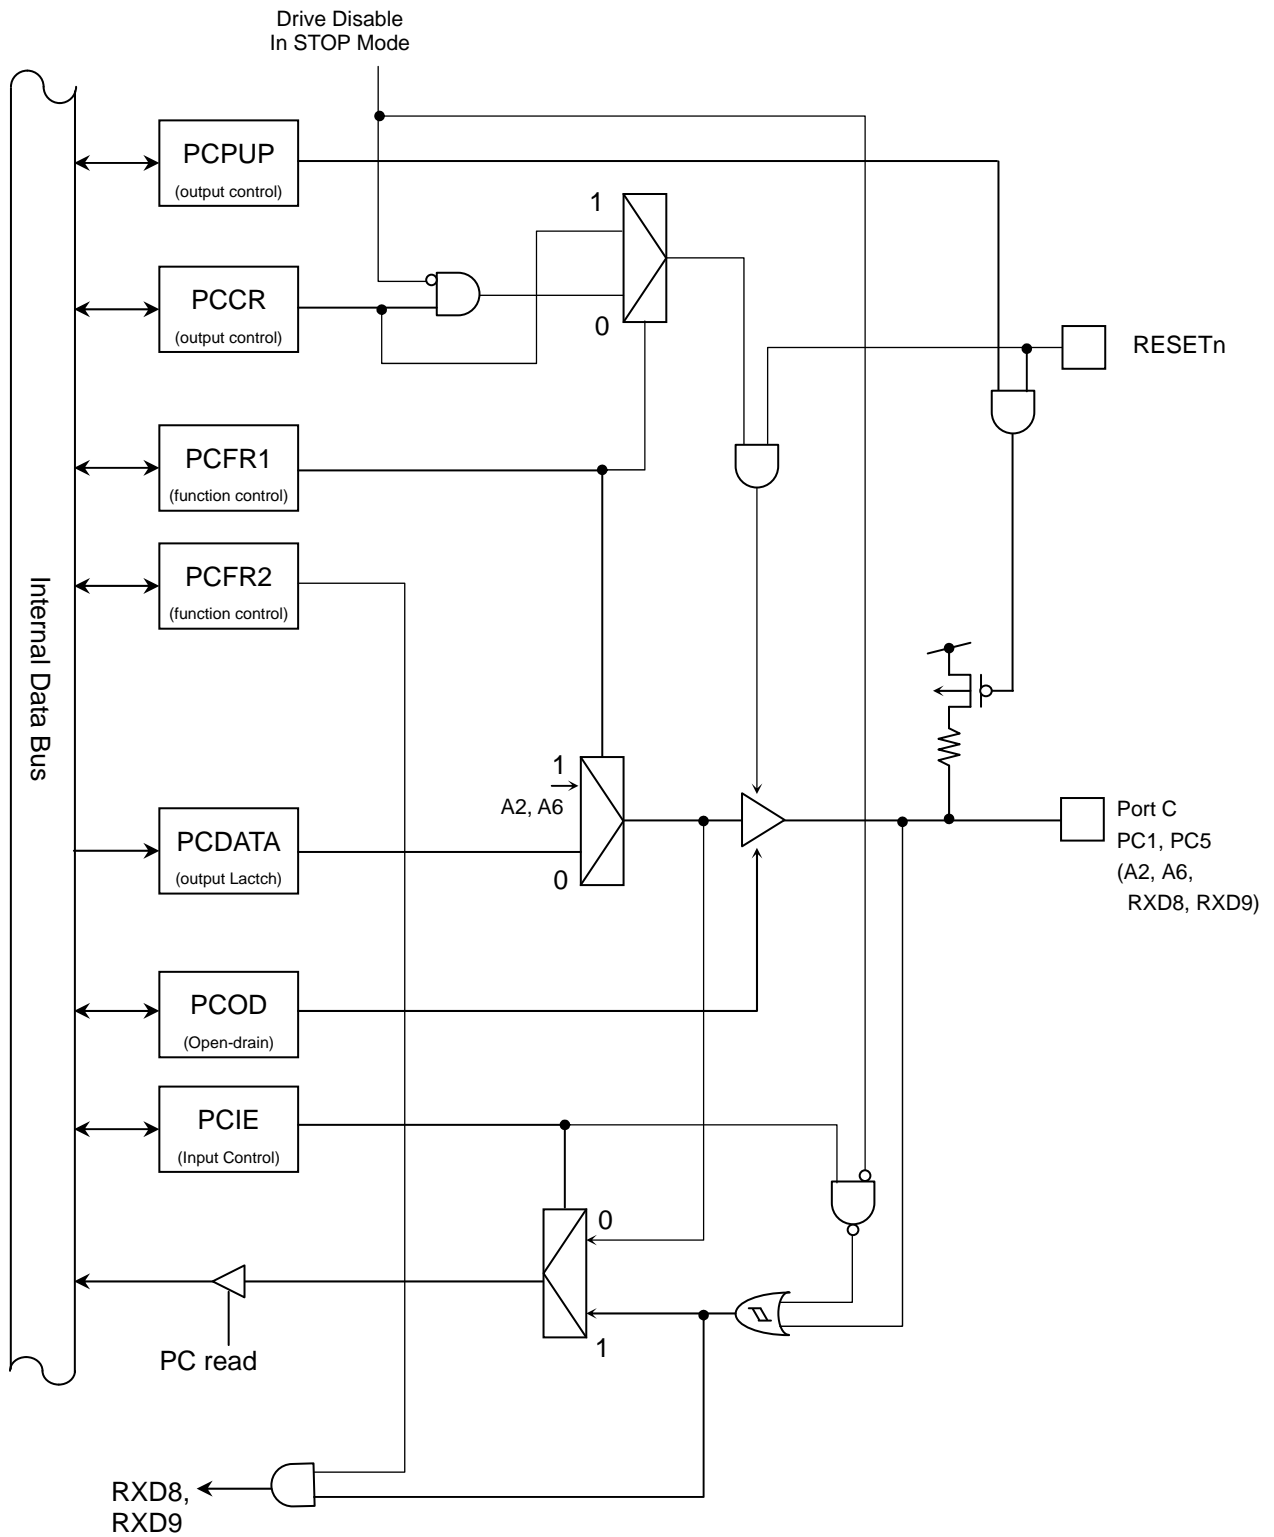 Drive Disable
In STOP Mode
PCPUP
(output control)
1
PCCR
(output control)
0
RESETn
PCFR1
(function control)
PCFR2
(function control)
Internal Data Bus
1
A2, A6
PCDATA
(output Lactch)
0
Port C
PC1, PC5
(A2, A6,
RXD8, RXD9)
PCOD
(Open-drain)
PCIE
(Input Control)
0
1
PC read
RXD8,
RXD9